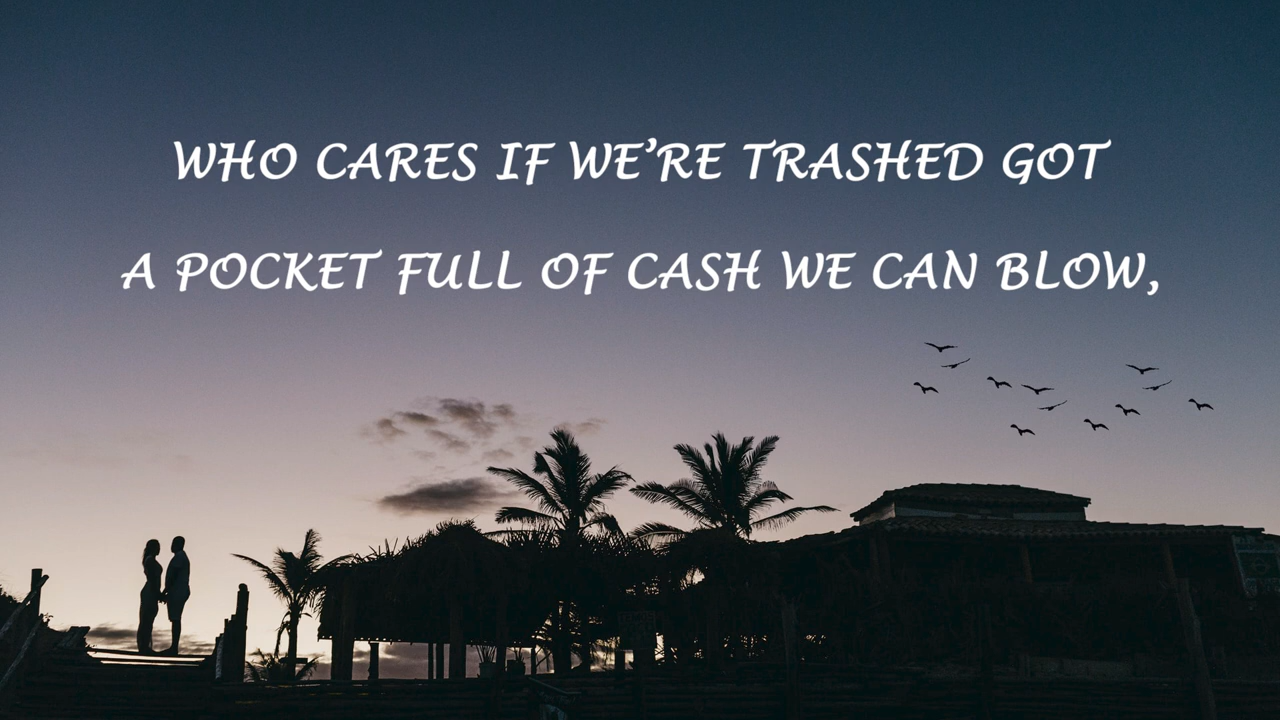 WHO CARES IF WE’RE TRASHED GOT
A POCKET FULL OF CASH WE CAN BLOW,